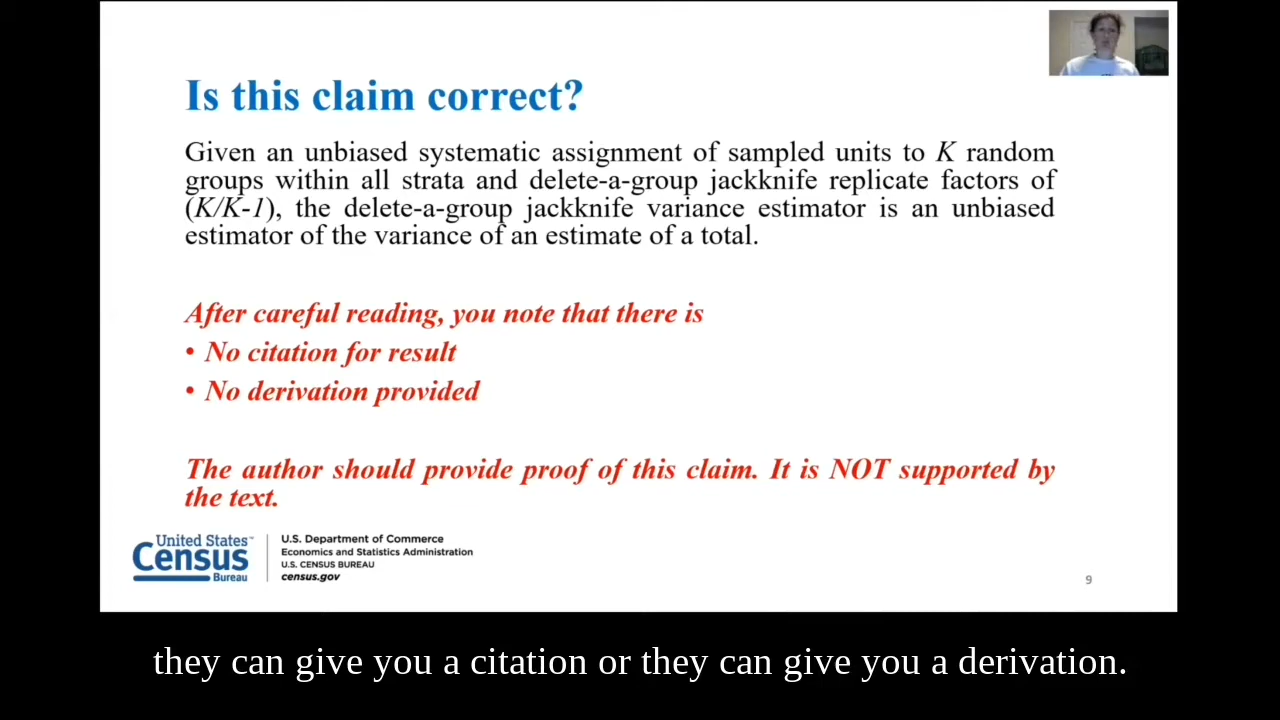 Is this claim correct?
Given an unbiased systematic assignment of sampled units to K random
groups within all strata and delete-a-group jackknife replicate factors of
(K/K-1), the delete-a-group jackknife variance estimator is an unbiased
estimator of the variance of an estimate of a total.
After careful reading, you note that there is
• No citation for result
• No derivation provided
The author should provide proof of this claim. It is NOT supported by
the text.
United States™
Census
Bureau
U.S. Department of Commerce
Economics and Statistics Administration
U.S. CENSUS BUREAU
census.gov
9
they can give you a citation or they can give you a derivation.